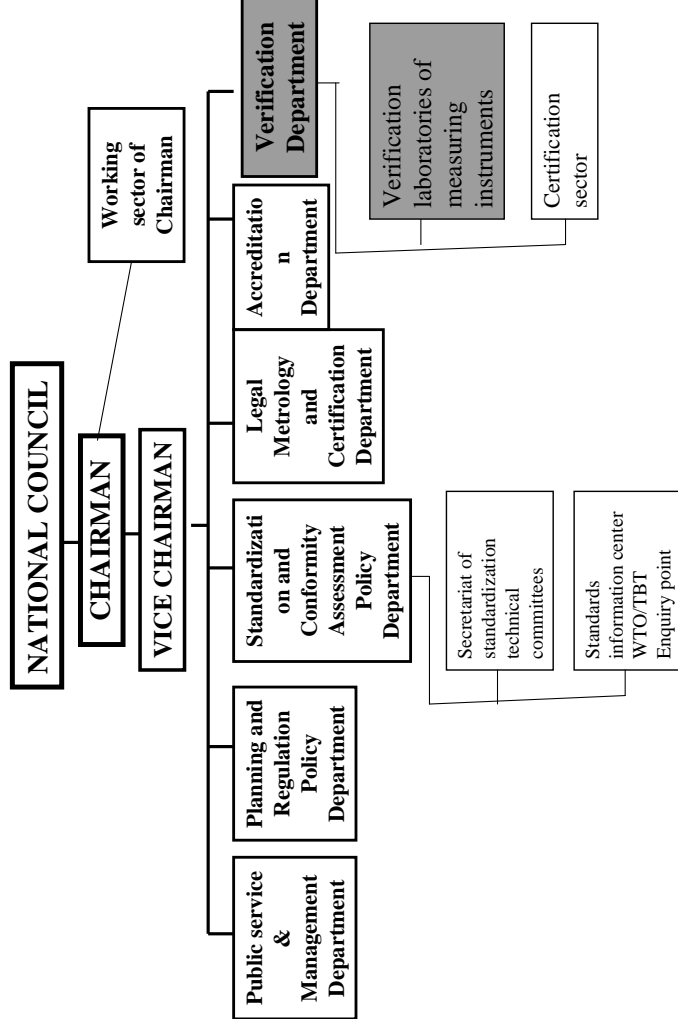 NATIONAL COUNCIL
CHAIRMAN
Working
sector of
Chairman
VICE CHAIRMAN
Public service
&
Management
Department
Planning and
Regulation
Policy
Department
Standardizati
on and
Conformity
Assessment
Policy
Department
Legal
Metrology
and
Certification
Department
Accreditatio
n
Department
Verification
Department
Secretariat of
standardization
technical
committees
Standards
information center
WTO/TBT
Enquiry point
Verification
laboratories of
measuring
instruments
Certification
sector